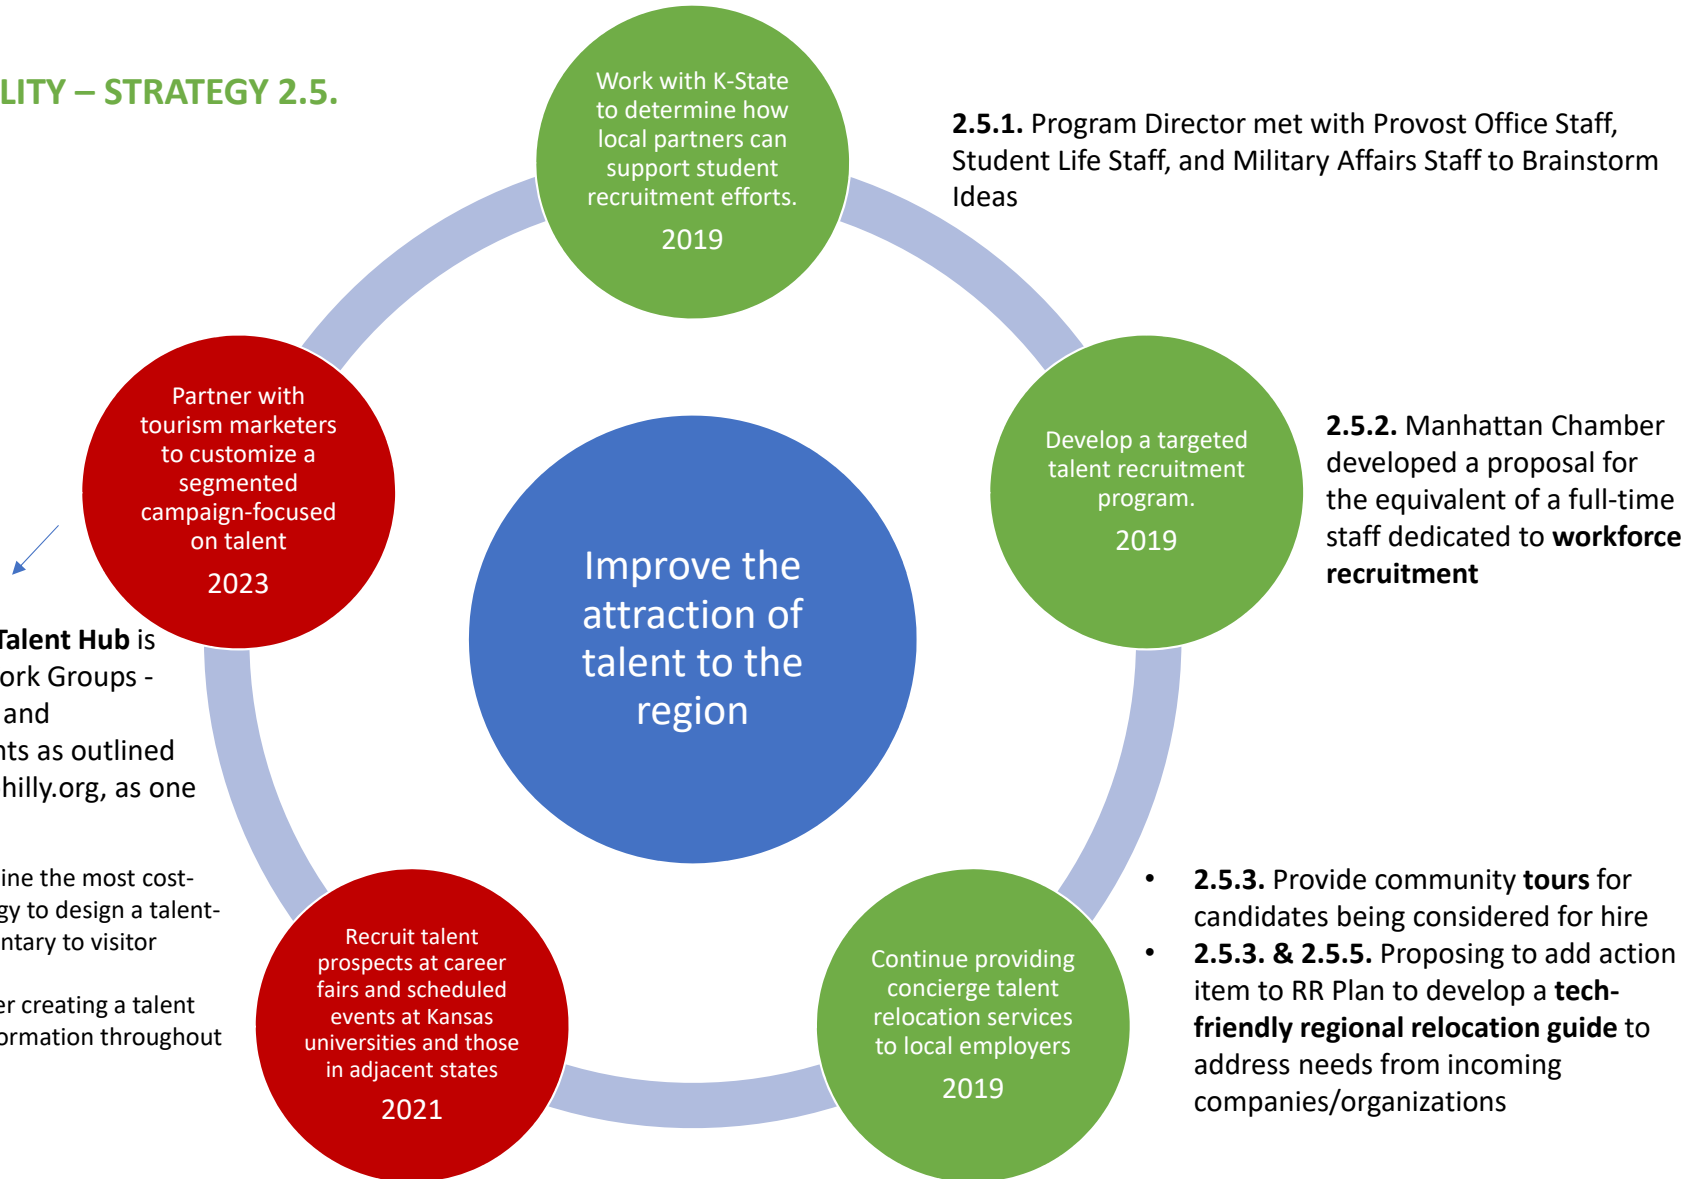 LITY – STRATEGY 2.5.
Work with K-State
to determine how
local partners can
support student
recruitment efforts.
2019
2.5.1. Program Director met with Provost Office Staff,
Student Life Staff, and Military Affairs Staff to Brainstorm
Ideas
Develop a targeted
talent recruitment
program.
2019
2.5.2. Manhattan Chamber
developed a proposal for
the equivalent of a full-time
staff dedicated to workforce
recruitment
Improve the
attraction of
talent to the
region
Continue providing
concierge talent
relocation services
to local employers
2019
• 2.5.3. Provide community tours for
candidates being considered for hire
• 2.5.3. & 2.5.5. Proposing to add action
item to RR Plan to develop a tech-
friendly regional relocation guide to
address needs from incoming
companies/organizations
Recruit talent
prospects at career
fairs and scheduled
events at Kansas
universities and those
in adjacent states
2021
Partner with
tourism marketers
to customize a
segmented
campaign-focused
on talent
2023
Talent Hub is
ork Groups -
and
nts as outlined
hilly.org, as one
ine the most cost-
gy to design a talent-
ntary to visitor
er creating a talent
formation throughout